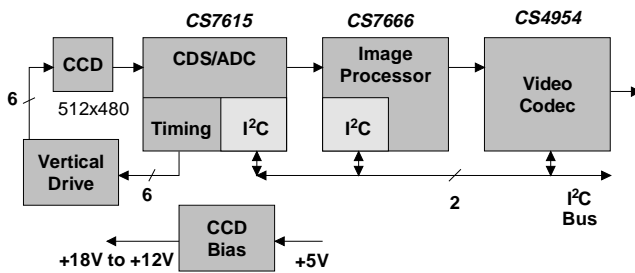 CS7615
CS7666
CS4954
CCD
CDS/ADC
Image
Processor
Video
Codec
6
512x480
Timing
I²C
I²C
Vertical
Drive
6
2
I²C
Bus
CCD
Bias
+18V to +12V
+5V